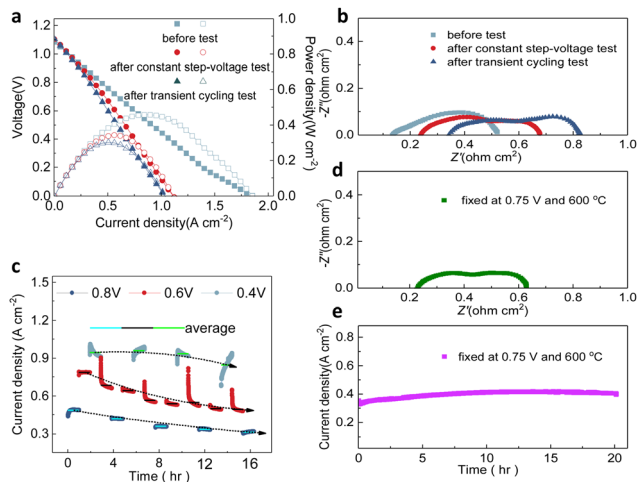 a
1.2
1.0
0.8
0.6
0.4
0.2
0.0
Voltage(V)
before test
after constant step-voltage test
after transient cycling test
1.0
0.8
0.6
0.4
0.2
0.0
Power density(W cm⁻²)
0.0
0.5
1.0
1.5
2.0
Current density(A cm⁻²)
b
before test
after constant step-voltage test
after transient cycling test
0.4
0.2
0.0
-Z''(ohm cm2)
0.2
0.4
0.6
0.8
1.0
Z'(ohm cm2)
d
fixed at 0.75 V and 600 ºC
0.4
0.2
0.0
-Z''(ohm cm2)
0.2
0.4
0.6
0.8
1.0
Z'(ohm cm2)
c
0.8V
0.6V
0.4V
average
1.5
1.2
0.9
0.6
0.3
Current density (A cm⁻²)
0
4
8
12
16
Time ( hr)
e
fixed at 0.75 V and 600 ºC
0.8
0.6
0.4
0.2
Current density(A cm⁻²)
0
5
10
15
20
Time ( hr)